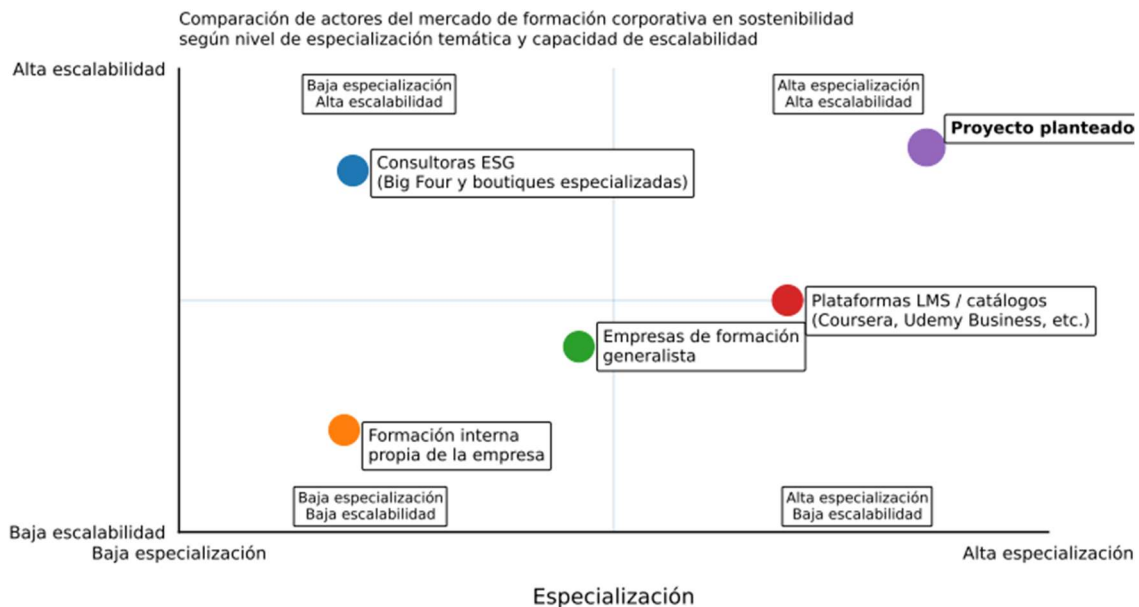 Comparación de actores del mercado de formación corporativa en sostenibilidad
según nivel de especialización temática y capacidad de escalabilidad
Alta escalabilidad
Baja especialización
Alta escalabilidad
Alta especialización
Alta escalabilidad
Proyecto planteado
Consultoras ESG
(Big Four y boutiques especializadas)
Plataformas LMS / catálogos
(Coursera, Udemy Business, etc.)
Empresas de formación
generalista
Formación interna
propia de la empresa
Baja especialización
Baja escalabilidad
Alta especialización
Baja escalabilidad
Baja escalabilidad
Baja especialización
Alta especialización
Especialización